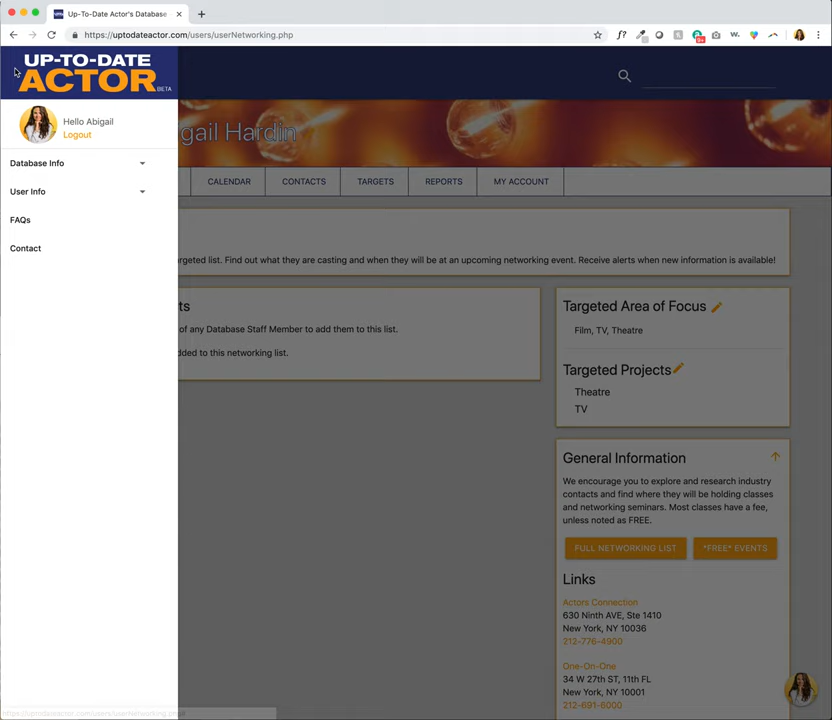 Up-To-Date Actor's Database
https://uptodateactor.com/users/userNetworking.php
UP-TO-DATE
ACTOR
BETA
Hello Abigail
Logout
Database Info
User Info
FAQs
Contact
gail Hardin
CALENDAR
CONTACTS
TARGETS
REPORTS
MY ACCOUNT
argeted list. Find out what they are casting and when they will be at an upcoming networking event. Receive alerts when new information is available!
ts
of any Database Staff Member to add them to this list.
dded to this networking list.
Targeted Area of Focus
Film, TV, Theatre
Targeted Projects
Theatre
TV
General Information
We encourage you to explore and research industry
contacts and find where they will be holding classes
and networking seminars. Most classes have a fee,
unless noted as FREE.
FULL NETWORKING LIST
*FREE* EVENTS
Links
Actors Connection
630 Ninth AVE, Ste 1410
New York, NY 10036
212-776-4900
One-On-One
34 W 27th ST, 11th FL
New York, NY 10001
212-691-6000